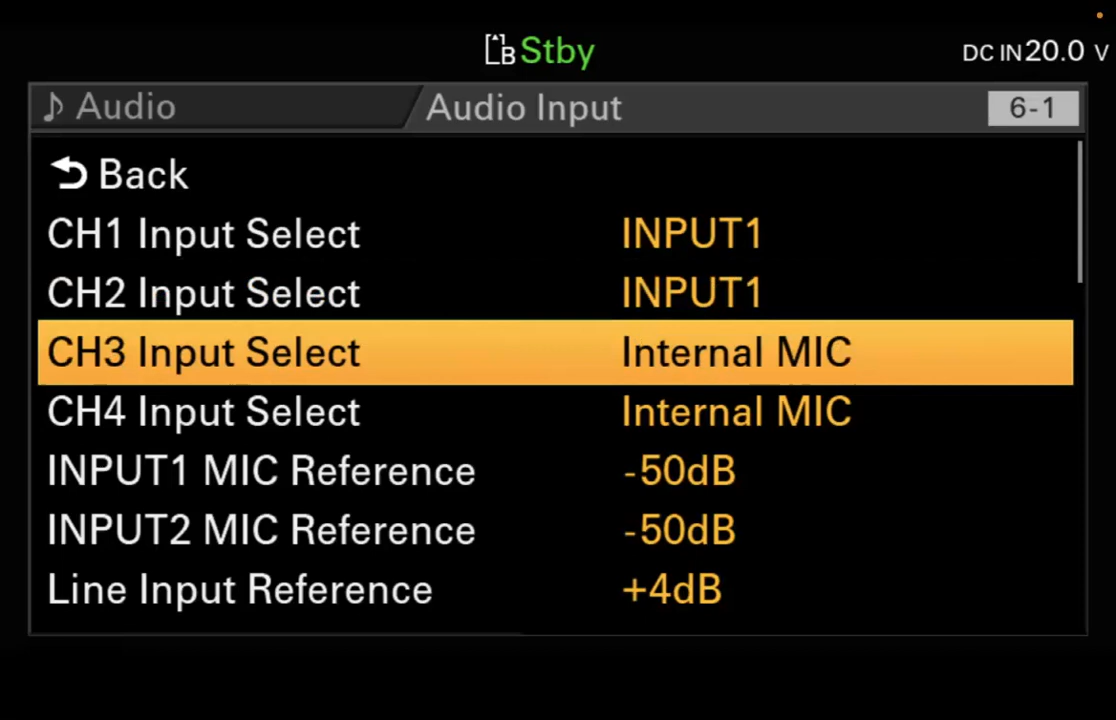 B Stby
DC IN 20.0 V
Audio
Audio Input
6-1
Back
CH1 Input Select INPUT1
CH2 Input Select INPUT1
CH3 Input Select Internal MIC
CH4 Input Select Internal MIC
INPUT1 MIC Reference -50dB
INPUT2 MIC Reference -50dB
Line Input Reference +4dB